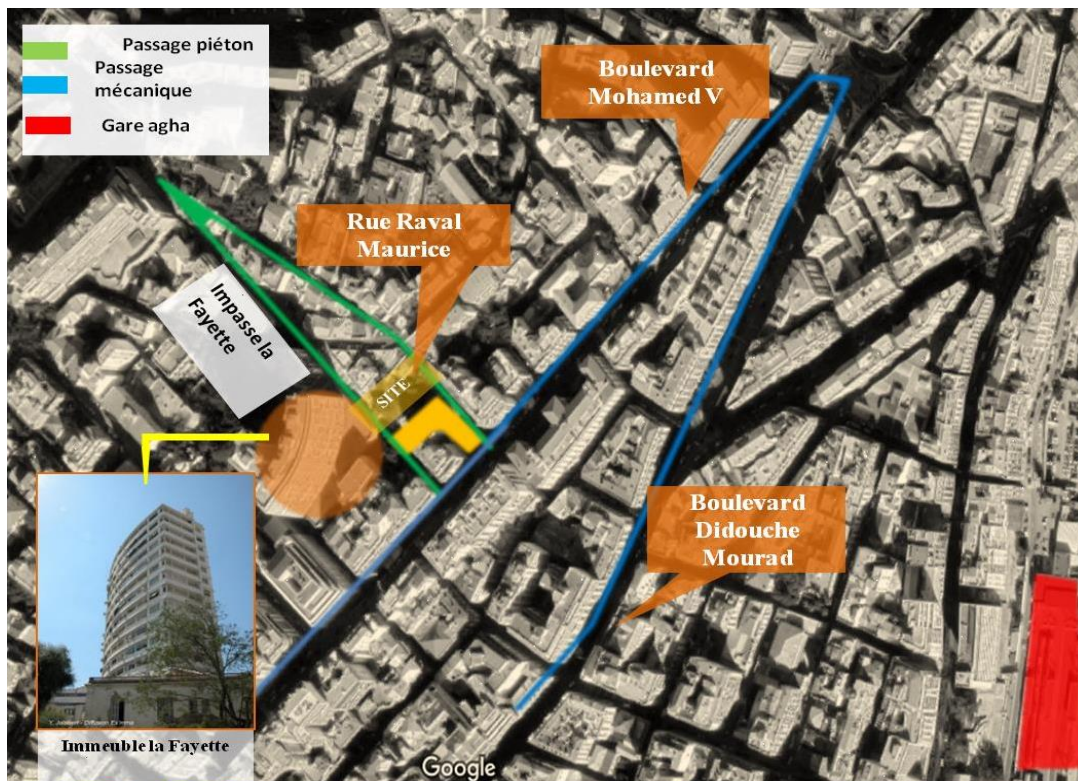 Passage piéton
Passage
mécanique
Gare agha
Boulevard
Mohamed V
Rue Raval
Maurice
Impasse la
Fayette
SITE
Boulevard
Didouche
Mourad
Immeuble la Fayette
Google